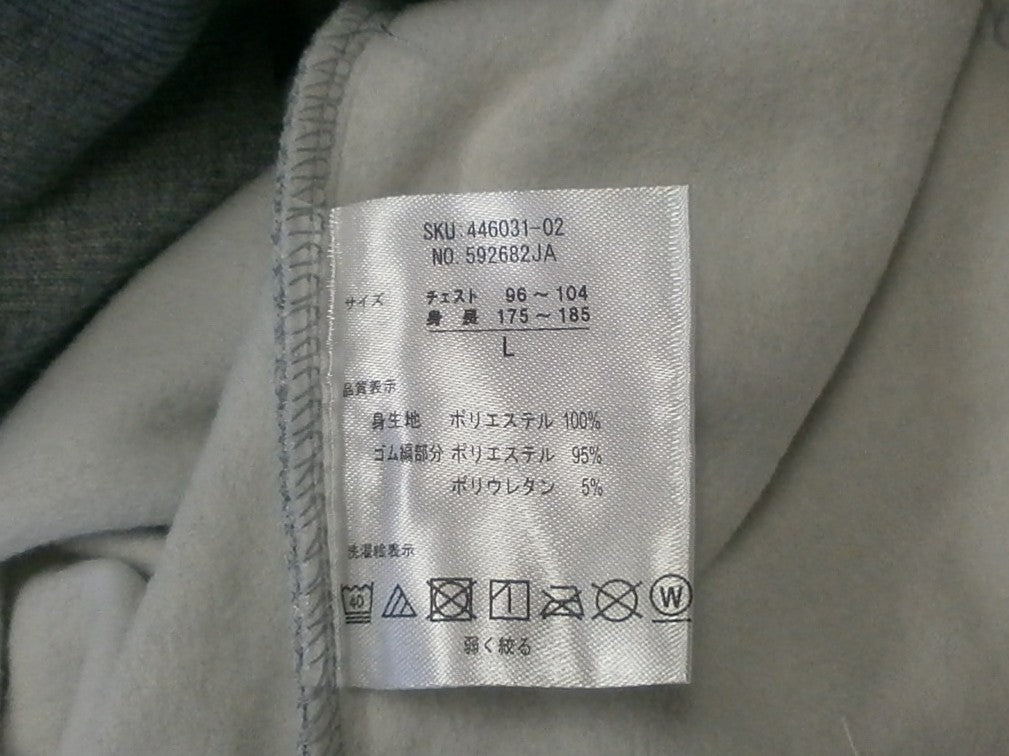 SKU:446031-02
NO.592682JA
サイズ チェスト 96～104
身長 175～185
L
品質表示
身生地 ポリエステル 100%
ゴム編部分 ポリエステル 95%
ポリウレタン 5%
洗濯絵表示
40 W
弱く絞る